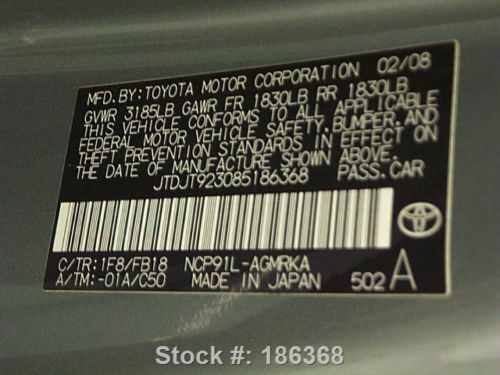 MFD.BY:TOYOTA MOTOR CORPORATION 02/08
GVWR 3185LB GAWR FR 1830LB RR 1830LB
THIS VEHICLE CONFORMS TO ALL APPLICABLE
FEDERAL MOTOR VEHICLE SAFETY,BUMPER,AND
THEFT PREVENTION STANDARDS IN EFFECT ON
THE DATE OF MANUFACTURE SHOWN ABOVE.
JTDJT923085186368 PASS.CAR
C/TR:1F8/FB18 NCP91L-AGMRKA
A/TM:-01A/C50 MADE IN JAPAN 502 A
Stock #: 186368